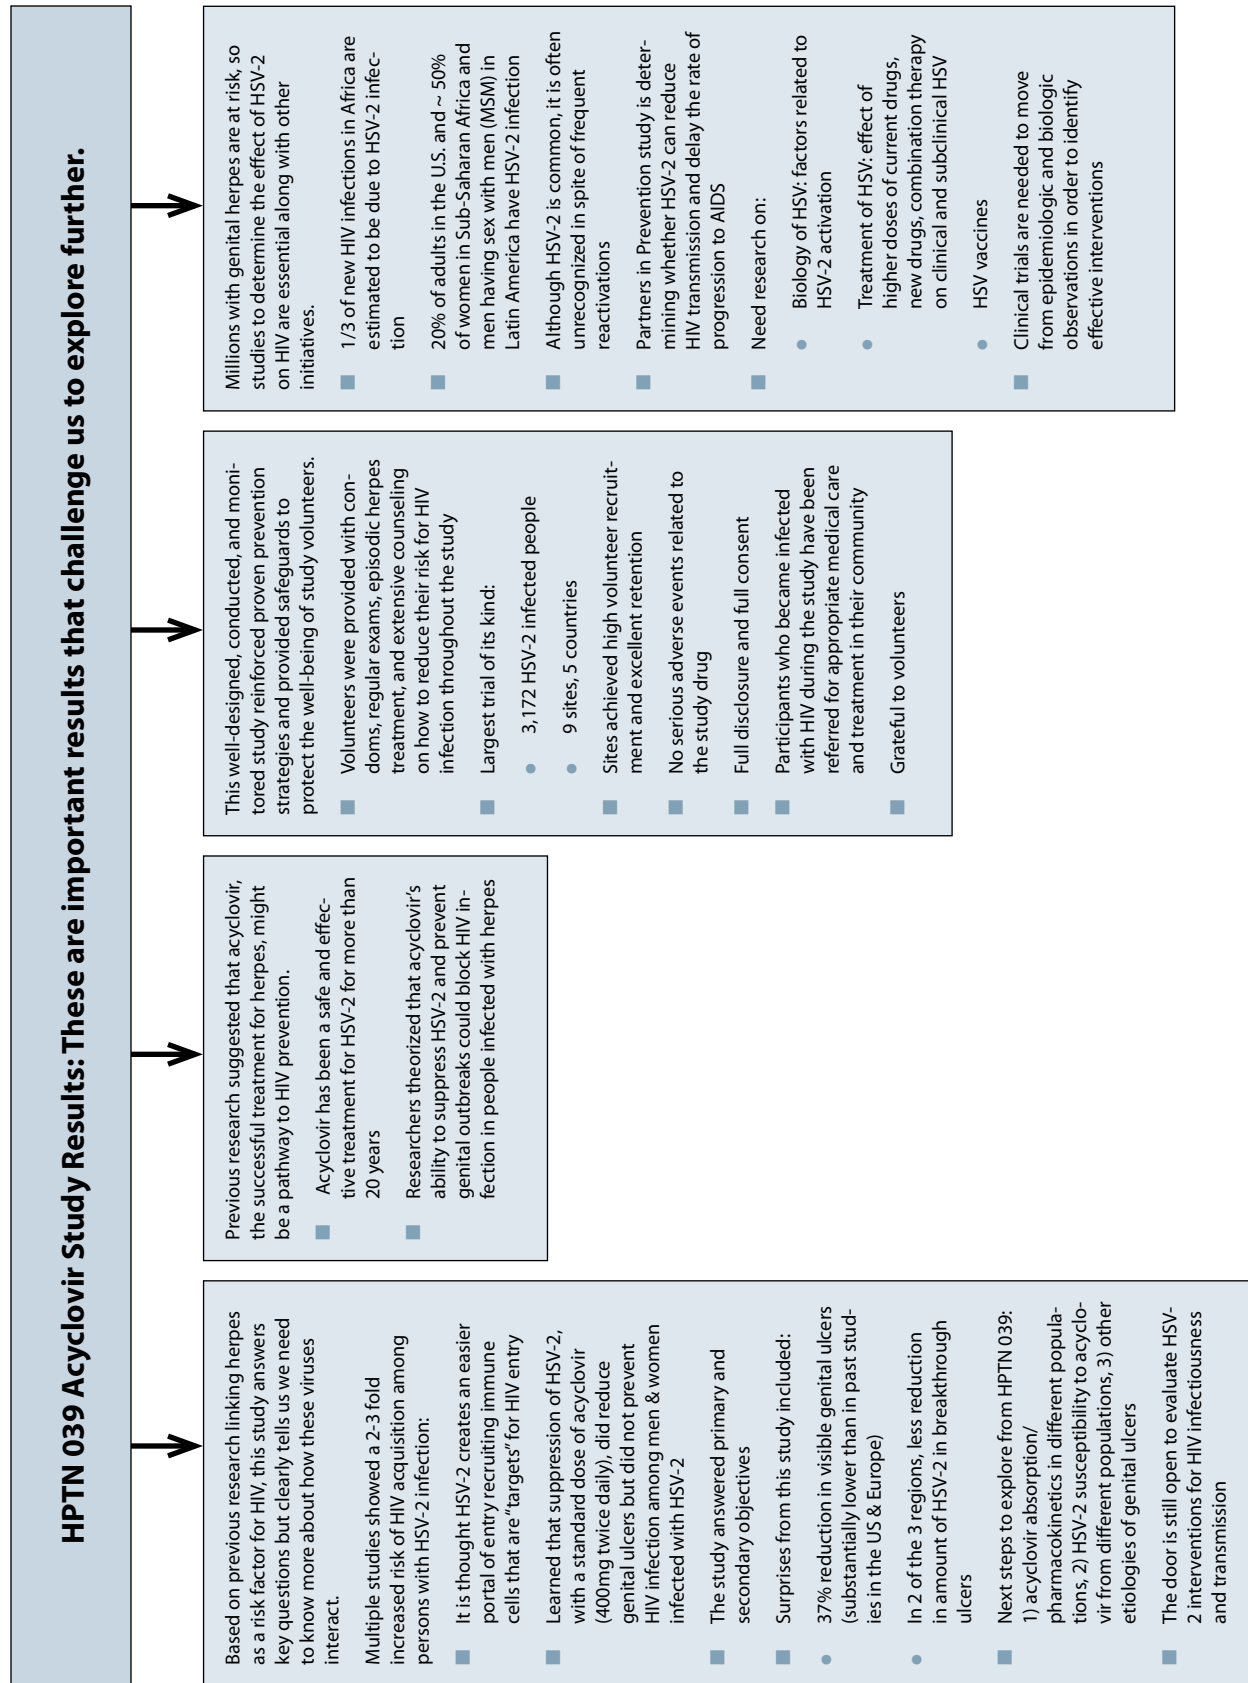 HPTN 039 Acyclovir Study Results: These are important results that challenge us to explore further.
Based on previous research linking herpes
as a risk factor for HIV, this study answers
key questions but clearly tells us we need
to know more about how these viruses
interact.
Multiple studies showed a 2-3 fold
increased risk of HIV acquisition among
persons with HSV-2 infection:
■ It is thought HSV-2 creates an easier
portal of entry recruiting immune
cells that are "targets" for HIV entry
■ Learned that suppression of HSV-2,
with a standard dose of acyclovir
(400mg twice daily), did reduce
genital ulcers but did not prevent
HIV infection among men & women
infected with HSV-2
■ The study answered primary and
secondary objectives
■ Surprises from this study included:
• 37% reduction in visible genital ulcers
(substantially lower than in past stud-
ies in the US & Europe)
• In 2 of the 3 regions, less reduction
in amount of HSV-2 in breakthrough
ulcers
■ Next steps to explore from HPTN 039:
1) acyclovir absorption/
pharmacokinetics in different popula-
tions, 2) HSV-2 susceptibility to acyclo-
vir from different populations, 3) other
etiologies of genital ulcers
■ The door is still open to evaluate HSV-
2 interventions for HIV infectiousness
and transmission
Previous research suggested that acyclovir,
the successful treatment for herpes, might
be a pathway to HIV prevention.
■ Acyclovir has been a safe and effec-
tive treatment for HSV-2 for more than
20 years
■ Researchers theorized that acyclovir's
ability to suppress HSV-2 and prevent
genital outbreaks could block HIV in-
fection in people infected with herpes
This well-designed, conducted, and moni-
tored study reinforced proven prevention
strategies and provided safeguards to
protect the well-being of study volunteers.
■ Volunteers were provided with con-
doms, regular exams, episodic herpes
treatment, and extensive counseling
on how to reduce their risk for HIV
infection throughout the study
■ Largest trial of its kind:
• 3,172 HSV-2 infected people
• 9 sites, 5 countries
■ Sites achieved high volunteer recruit-
ment and excellent retention
■ No serious adverse events related to
the study drug
■ Full disclosure and full consent
■ Participants who became infected
with HIV during the study have been
referred for appropriate medical care
and treatment in their community
■ Grateful to volunteers
Millions with genital herpes are at risk, so
studies to determine the effect of HSV-2
on HIV are essential along with other
initiatives.
■ 1/3 of new HIV infections in Africa are
estimated to be due to HSV-2 infec-
tion
■ 20% of adults in the U.S. and ~ 50%
of women in Sub-Saharan Africa and
men having sex with men (MSM) in
Latin America have HSV-2 infection
■ Although HSV-2 is common, it is often
unrecognized in spite of frequent
reactivations
■ Partners in Prevention study is deter-
mining whether HSV-2 can reduce
HIV transmission and delay the rate of
progression to AIDS
■ Need research on:
• Biology of HSV: factors related to
HSV-2 activation
• Treatment of HSV: effect of
higher doses of current drugs,
new drugs, combination therapy
on clinical and subclinical HSV
• HSV vaccines
■ Clinical trials are needed to move
from epidemiologic and biologic
observations in order to identify
effective interventions